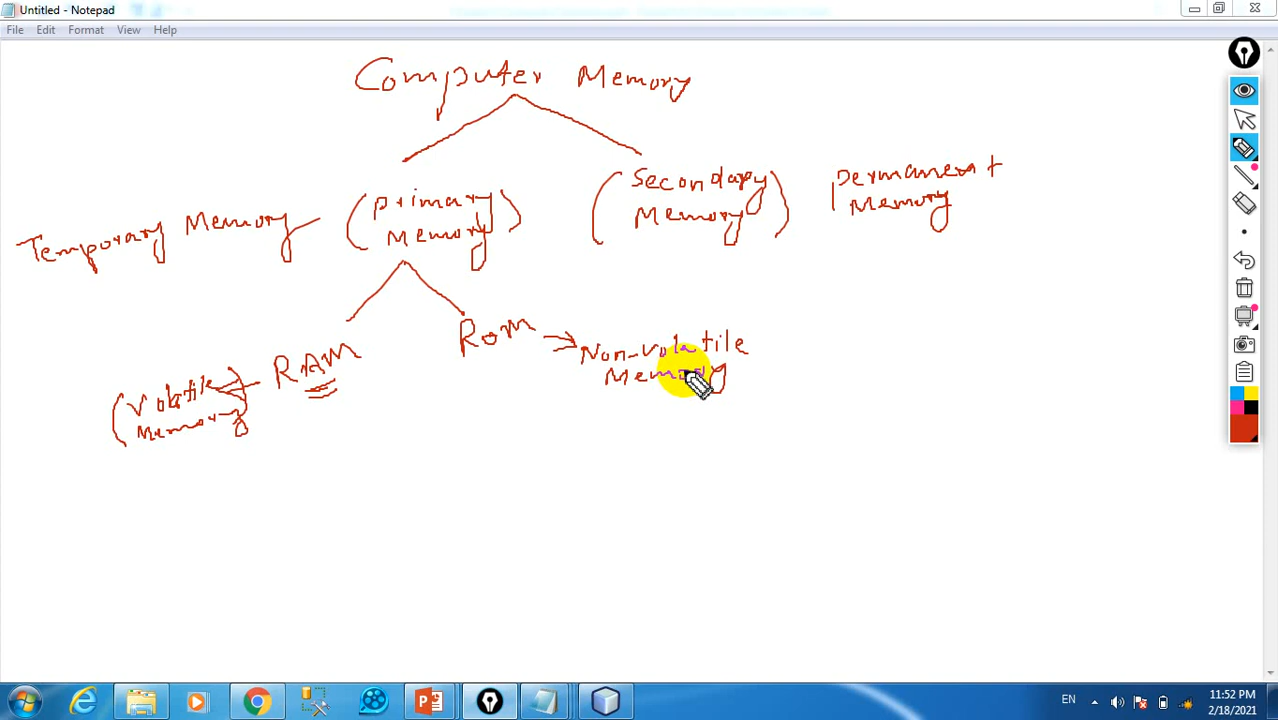 Untitled - Notepad
File Edit Format View Help
Computer Memory
Temporary Memory
Primary
Memory
Secondary
Memory
Permanent
Memory
RAM
ROM
Non-volatile
Memory
Volatile
Memory
EN
11:52 PM
2/18/2021